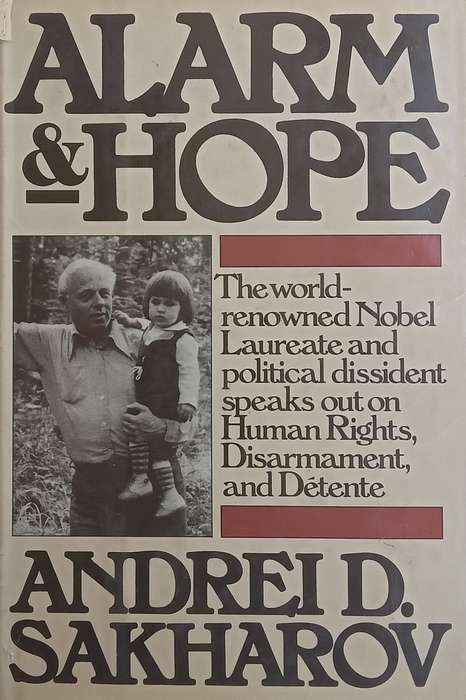 ALARM
& HOPE
The world-
renowned Nobel
Laureate and
political dissident
speaks out on
Human Rights,
Disarmament,
and Détente
ANDREI D.
SAKHAROV